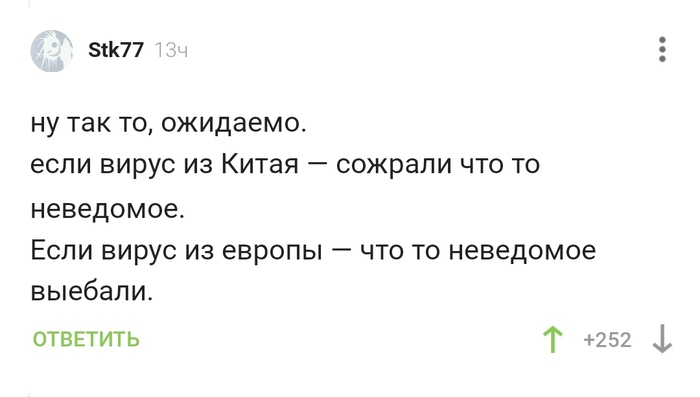 Stk77 13ч
ну так то, ожидаемо.
если вирус из Китая — сожрали что то
неведомое.
Если вирус из европы — что то неведомое
выебали.
ОТВЕТИТЬ +252